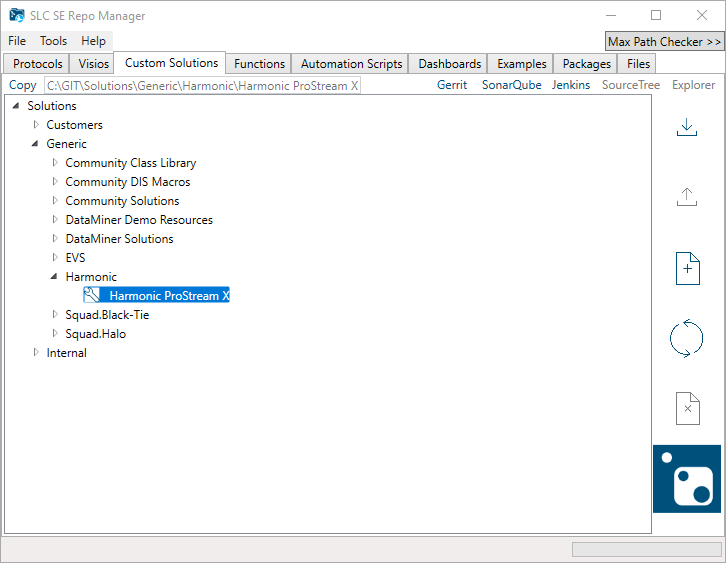 SLC SE Repo Manager
File Tools Help
Max Path Checker >>
Protocols Visios Custom Solutions Functions Automation Scripts Dashboards Examples Packages Files
Copy C:\GIT\Solutions\Generic\Harmonic\Harmonic ProStream X Gerrit SonarQube Jenkins SourceTree Explorer
Solutions
Customers
Generic
Community Class Library
Community DIS Macros
Community Solutions
DataMiner Demo Resources
DataMiner Solutions
EVS
Harmonic
Harmonic ProStream X
Squad.Black-Tie
Squad.Halo
Internal